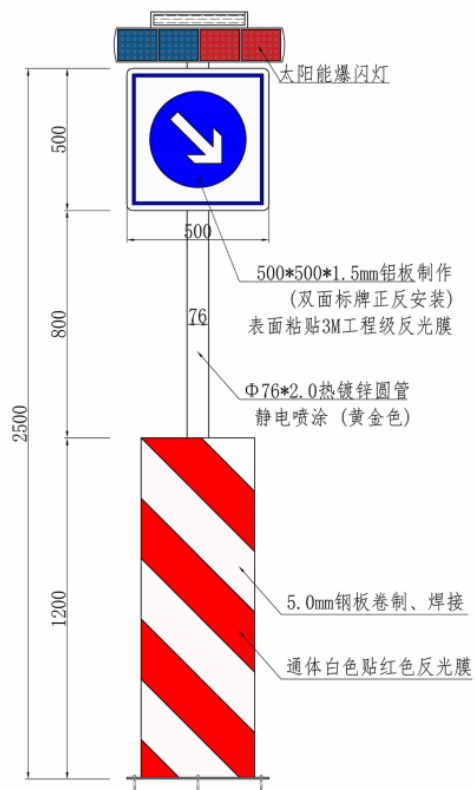 太阳能爆闪灯
500
500
500*500*1.5mm铝板制作
(双面标牌正反安装)
表面粘贴3M工程级反光膜
800
76
Φ76*2.0热镀锌圆管
静电喷涂 (黄金色)
2500
1200
5.0mm钢板卷制、焊接
通体白色贴红色反光膜